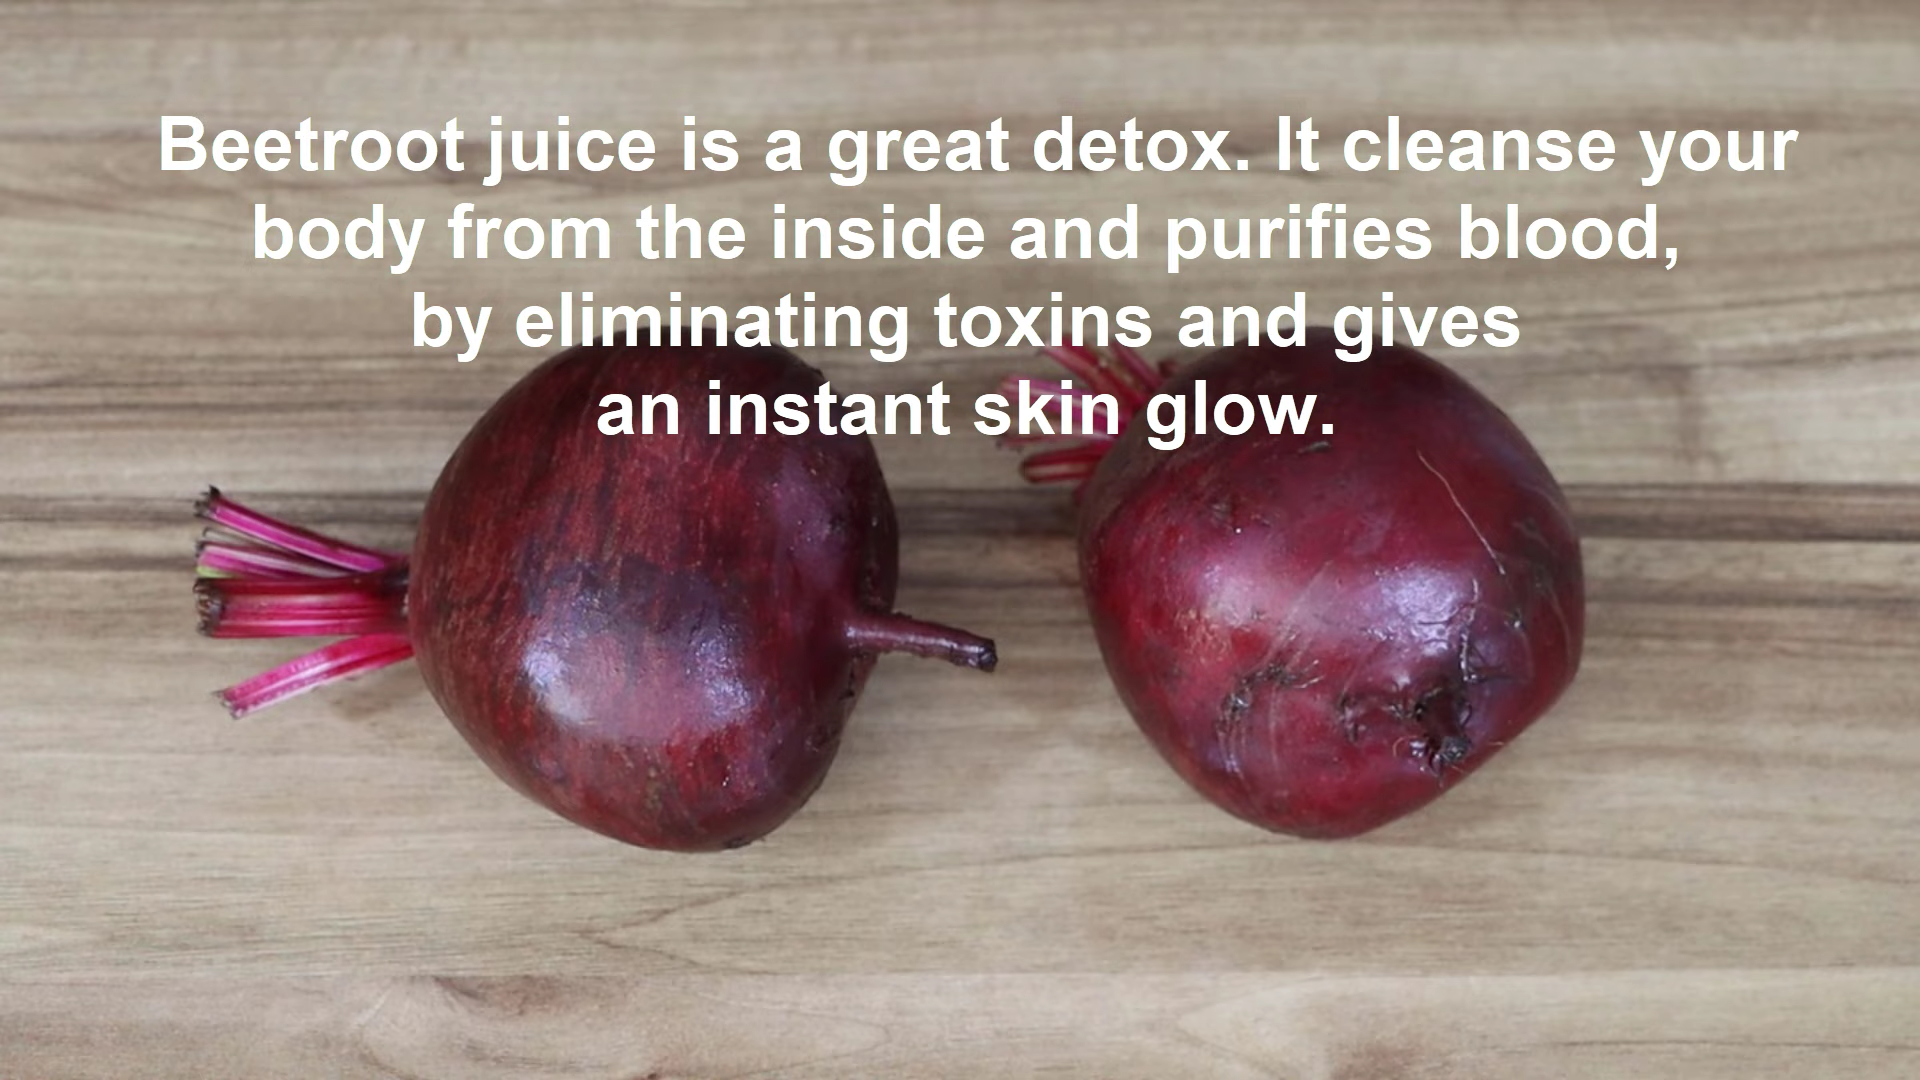 Beetroot juice is a great detox. It cleanse your
body from the inside and purifies blood,
by eliminating toxins and gives
an instant skin glow.